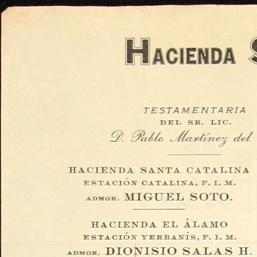 HACIENDA S
TESTAMENTARIA
DEL SR. LIC.
D. Pablo Martínez del
HACIENDA SANTA CATALINA
ESTACIÓN CATALINA, F. I. M.
ADMOR. MIGUEL SOTO.
HACIENDA EL ÁLAMO
ESTACIÓN YERBANÍS, F. I. M.
ADMOR. DIONISIO SALAS H.